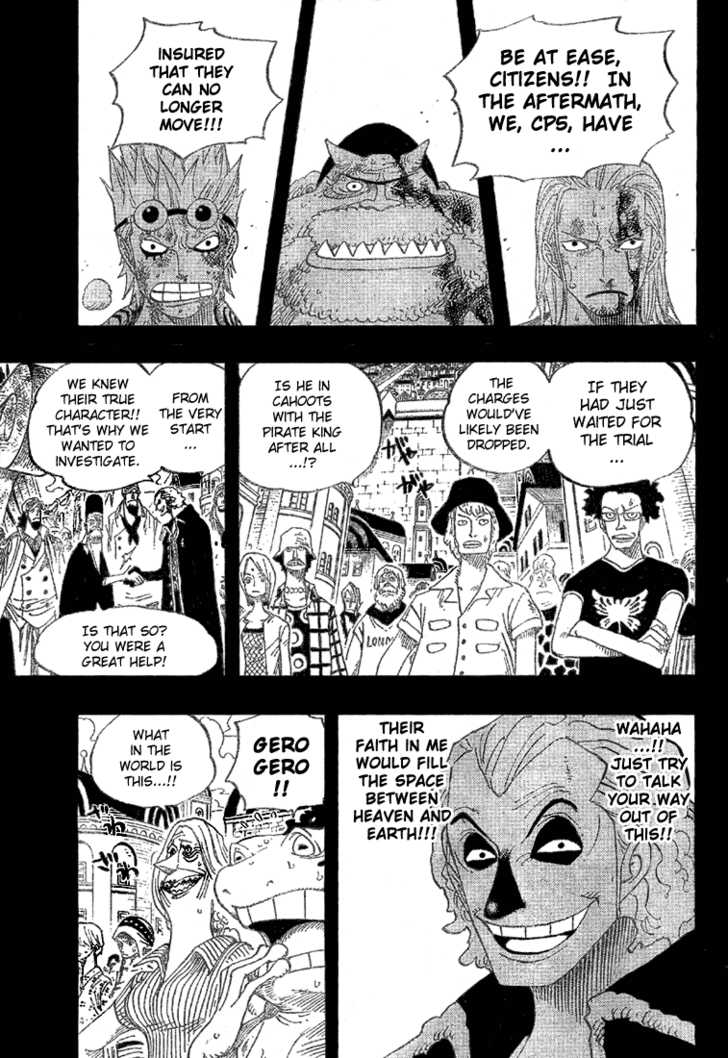 BE AT EASE,
CITIZENS!! IN
THE AFTERMATH,
WE, CP5, HAVE
...
INSURED
THAT THEY
CAN NO
LONGER
MOVE!!!
IF THEY
HAD JUST
WAITED FOR
THE TRIAL
...
THE
CHARGES
WOULD'VE
LIKELY BEEN
DROPPED.
IS HE IN
CAHOOTS
WITH THE
PIRATE KING
AFTER ALL
...!?
LONDO
FROM
THE VERY
START
...
WE KNEW
THEIR TRUE
CHARACTER!!
THAT'S WHY WE
WANTED TO
INVESTIGATE.
IS THAT SO?
YOU WERE A
GREAT HELP!
WAHAHA
...!!
JUST TRY
TO TALK
YOUR WAY
OUT OF
THIS!!
THEIR
FAITH IN ME
WOULD FILL
THE SPACE
BETWEEN
HEAVEN AND
EARTH!!!
GERO
GERO
!!
WHAT
IN THE
WORLD IS
THIS...!!